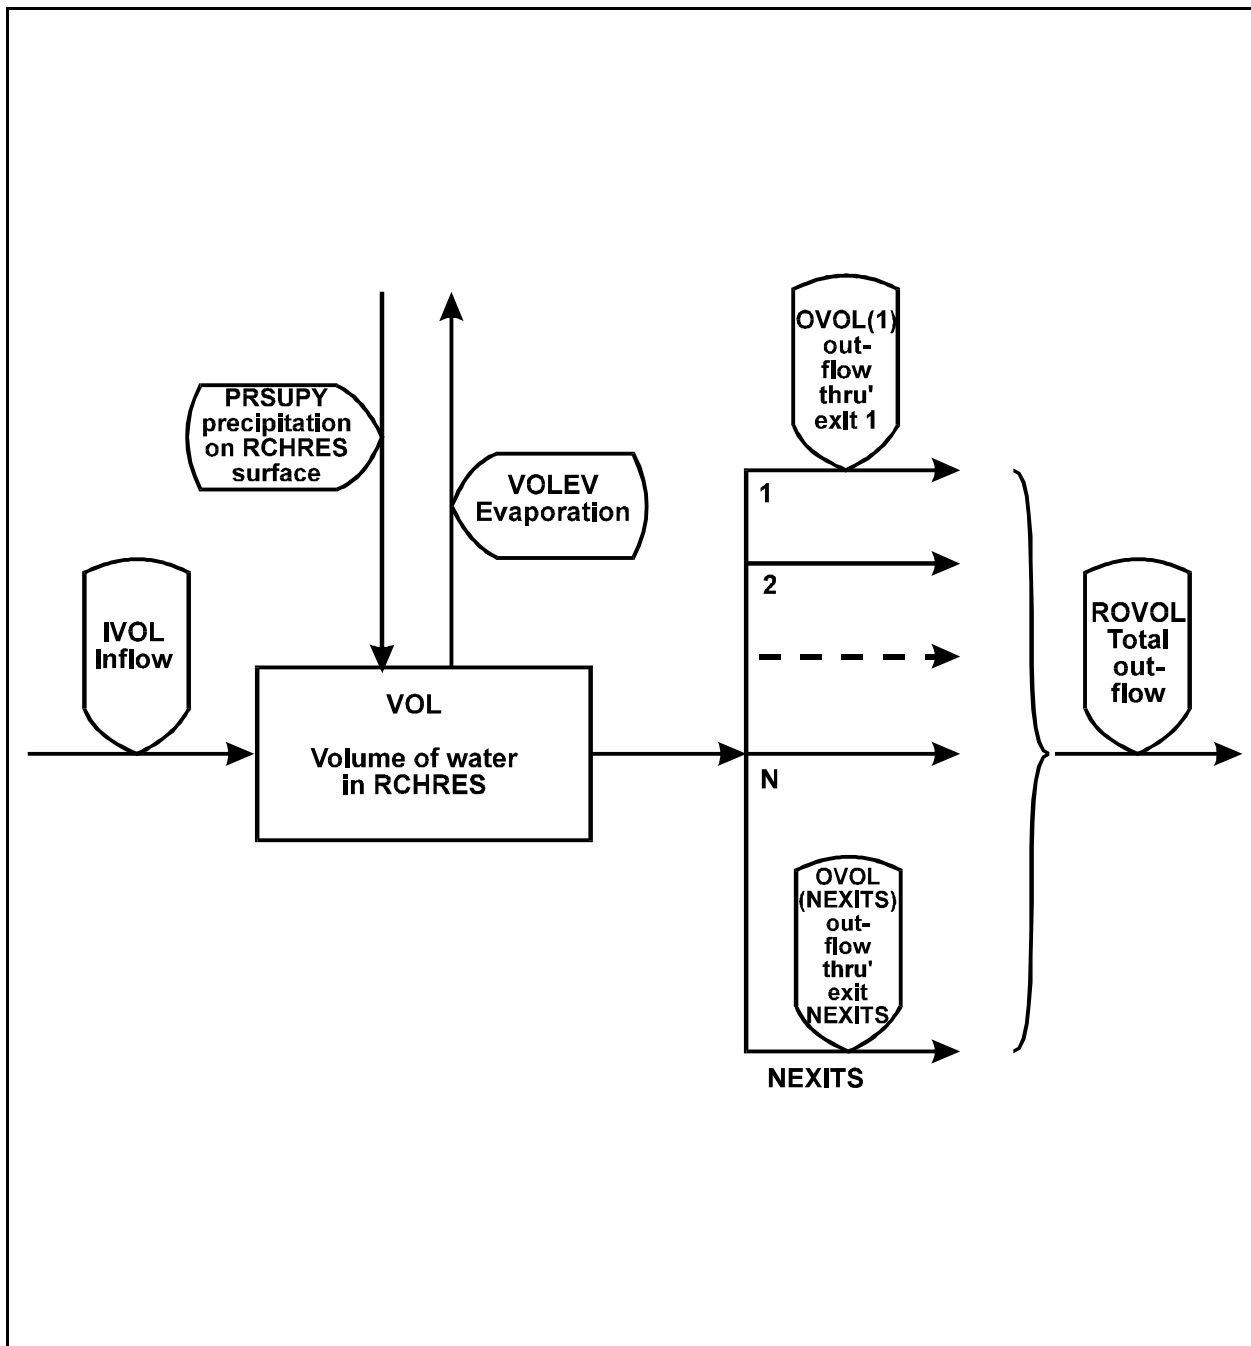 OVOL(1)
out-
flow
thru'
exit 1
PRSUPY
precipitation
on RCHRES
surface
VOLEV
Evaporation
1
2
IVOL
Inflow
ROVOL
Total
out-
flow
VOL
Volume of water
in RCHRES
N
OVOL
(NEXITS)
out-
flow
thru'
exit
NEXITS
NEXITS